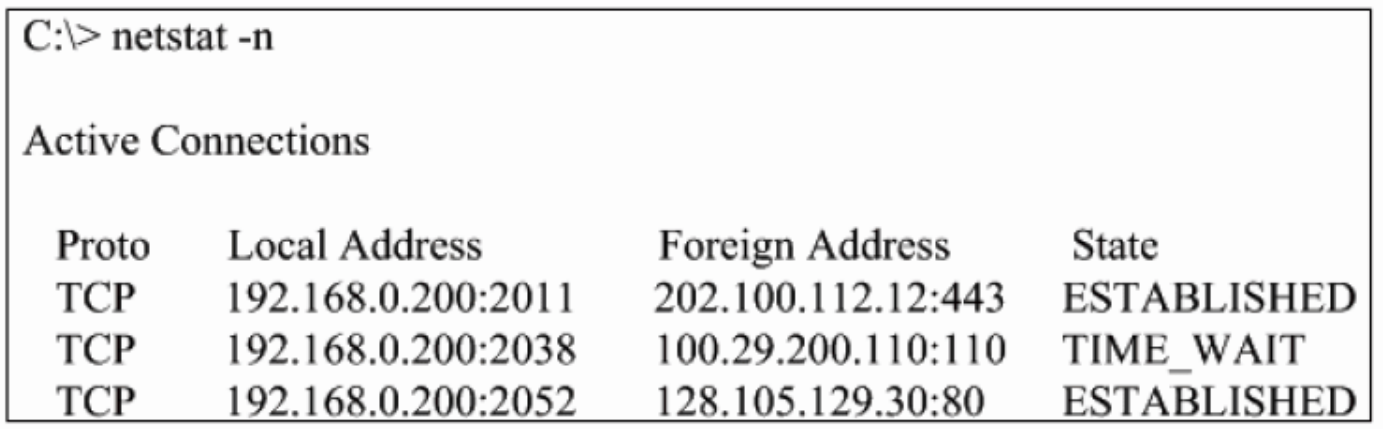 C:\> netstat -n
Active Connections
Proto Local Address Foreign Address State
TCP 192.168.0.200:2011 202.100.112.12:443 ESTABLISHED
TCP 192.168.0.200:2038 100.29.200.110:110 TIME_WAIT
TCP 192.168.0.200:2052 128.105.129.30:80 ESTABLISHED